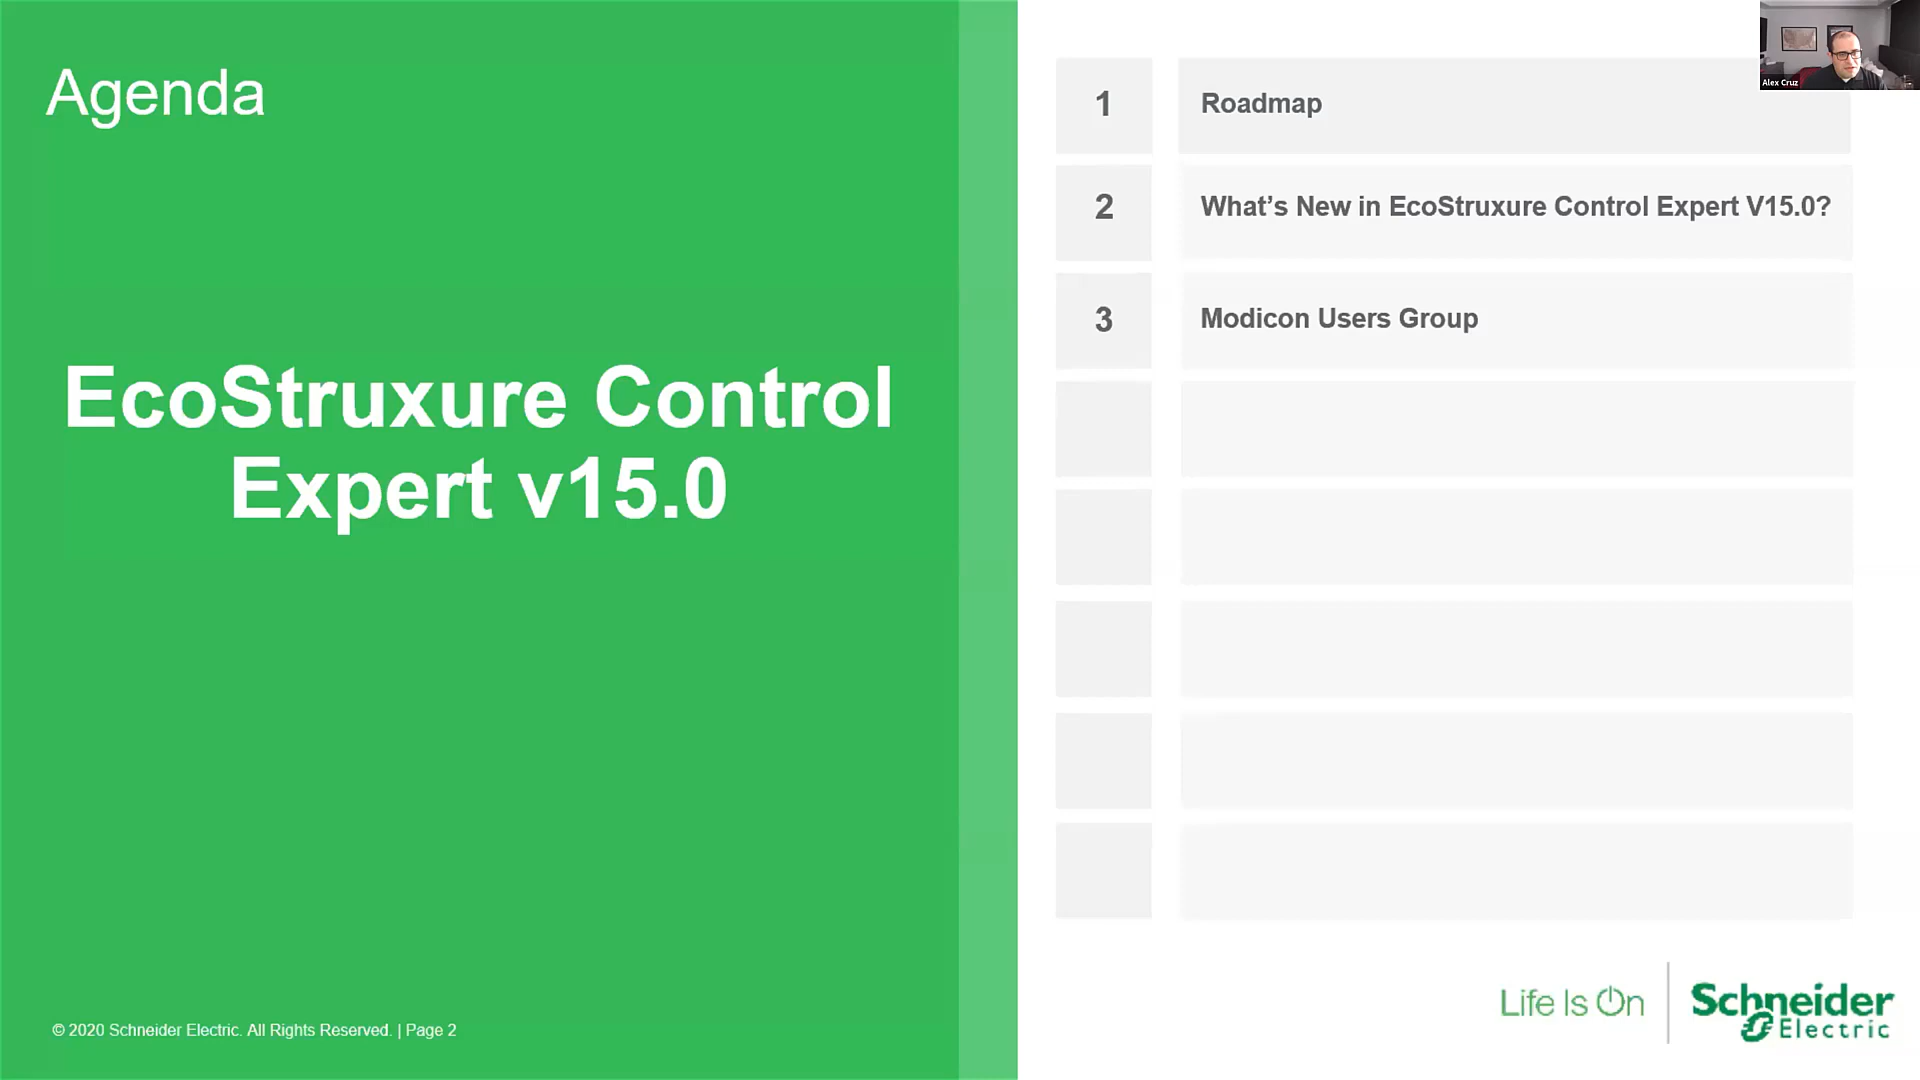 Agenda
EcoStruxure Control
Expert v15.0
© 2020 Schneider Electric. All Rights Reserved. | Page 2
1 Roadmap
2 What’s New in EcoStruxure Control Expert V15.0?
3 Modicon Users Group
Alex Cruz
Life Is On
Schneider
Electric